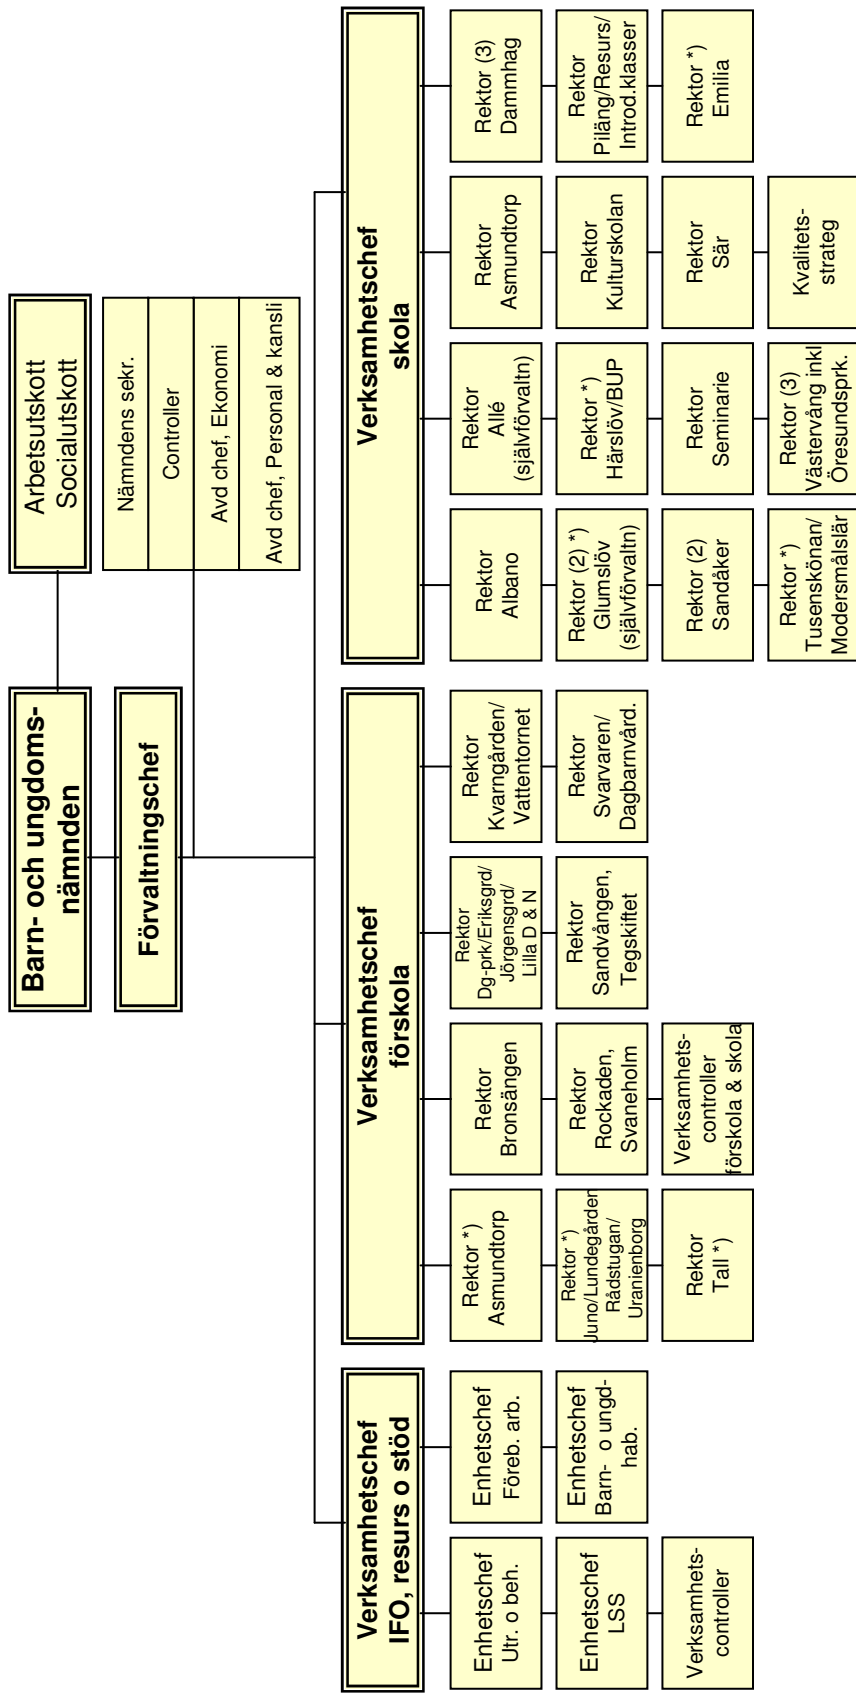 Barn- och ungdoms-
nämnden
Arbetsutskott
Socialutskott
Förvaltningschef
Nämndens sekr.
Controller
Avd chef, Ekonomi
Avd chef, Personal & kansli
Verksamhetschef
IFO, resurs o stöd
Enhetschef
Utr. o beh.
Enhetschef
LSS
Verksamhets-
controller
Enhetschef
Föreb. arb.
Enhetschef
Barn- o ungd-
hab.
Verksamhetschef
förskola
Rektor *)
Asmundtorp
Rektor *)
Juno/Lundegården
Rådstugan/
Uranienborg
Rektor
Tall *)
Rektor
Bronsängen
Rektor
Rockaden,
Svaneholm
Verksamhets-
controller
förskola & skola
Rektor
Dg-prk/Eriksgrd/
Jörgensgrd/
Lilla D & N
Rektor
Sandvången,
Tegskiftet
Rektor
Kvarngården/
Vattentornet
Rektor
Svarvaren/
Dagbarnvård.
Verksamhetschef
skola
Rektor
Albano
Rektor (2) *)
Glumslöv
(självförvaltn)
Rektor (2)
Sandåker
Rektor *)
Tusenskönan/
Modersmålslär
Rektor
Allé
(självförvaltn)
Rektor *)
Härslöv/BUP
Rektor
Seminarie
Rektor (3)
Västervång inkl
Öresundsprk.
Rektor
Asmundtorp
Rektor
Kulturskolan
Rektor
Sär
Kvalitets-
strateg
Rektor (3)
Dammhag
Rektor
Piläng/Resurs/
Introd.klasser
Rektor *)
Emilia